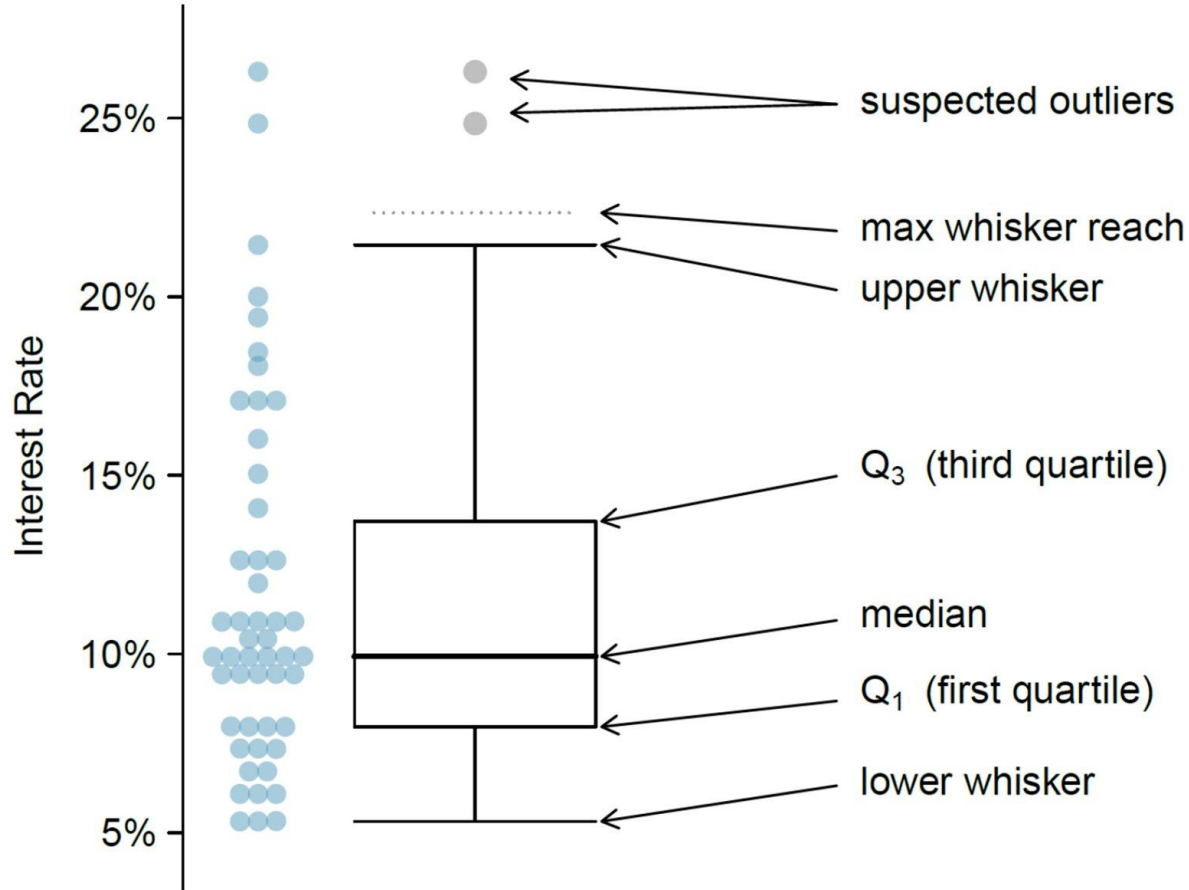 25%
20%
15%
10%
5%
Interest Rate
suspected outliers
max whisker reach
upper whisker
Q₃ (third quartile)
median
Q₁ (first quartile)
lower whisker